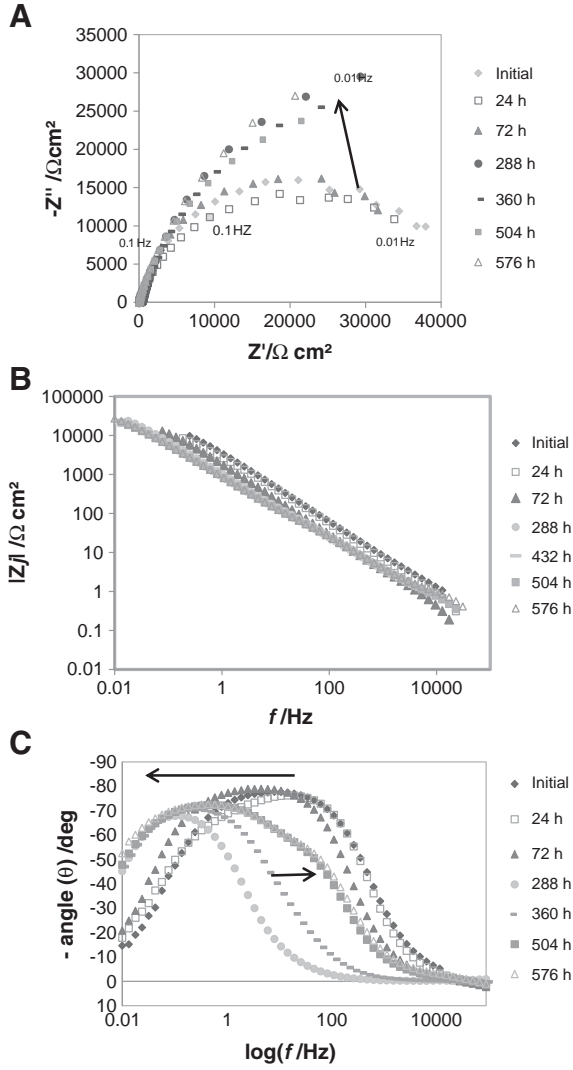 A
35000
30000
25000
20000
15000
10000
5000
0
-Z'' /Ωcm²
0.01Hz
0.1 Hz
0.1 HZ
0.01Hz
0 10000 20000 30000 40000
Z'/Ω cm²
Initial
24 h
72 h
288 h
360 h
504 h
576 h
B
100000
10000
1000
100
10
1
0.1
0.01
|Zj| /Ω cm²
0.01 1 100 10000
f /Hz
Initial
24 h
72 h
288 h
432 h
504 h
576 h
C
-90
-80
-70
-60
-50
-40
-30
-20
-10
0
10
- angle (θ) /deg
0.01 1 100 10000
log(f /Hz)
Initial
24 h
72 h
288 h
360 h
504 h
576 h